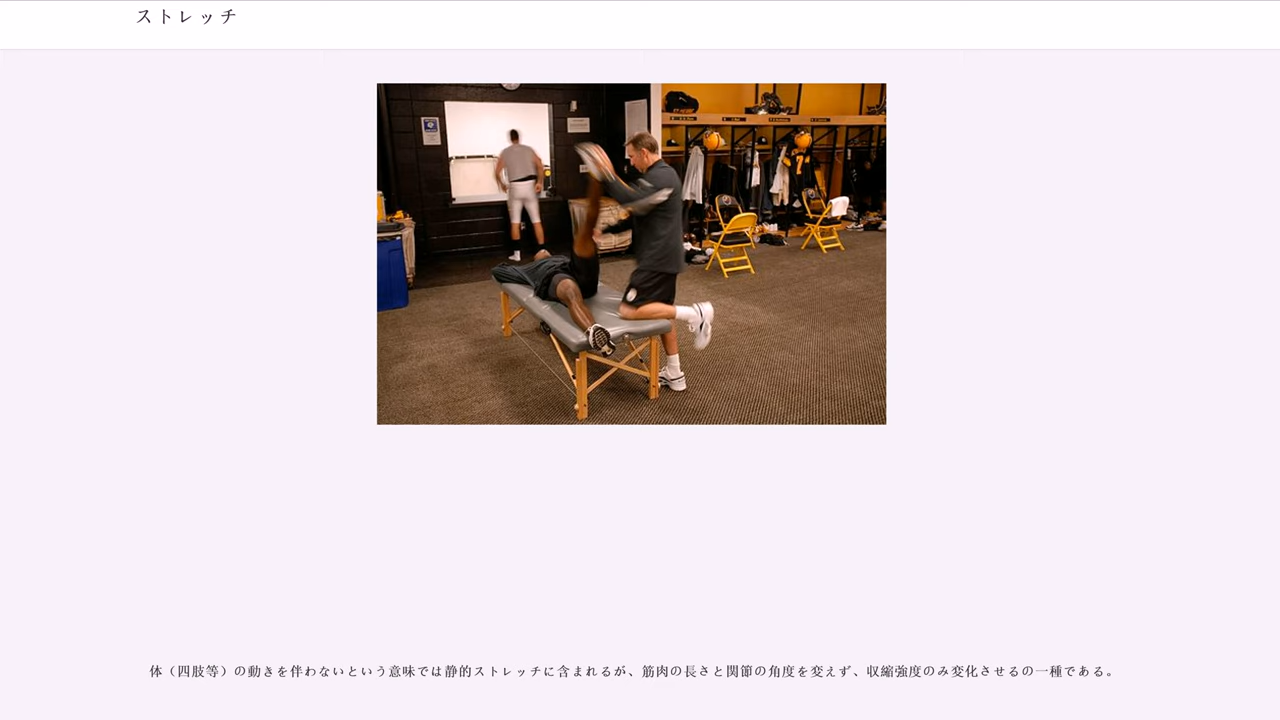 ストレッチ
体（四肢等）の動きを伴わないという意味では静的ストレッチに含まれるが、筋肉の長さと関節の角度を変えず、収縮強度のみ変化させるの一種である。